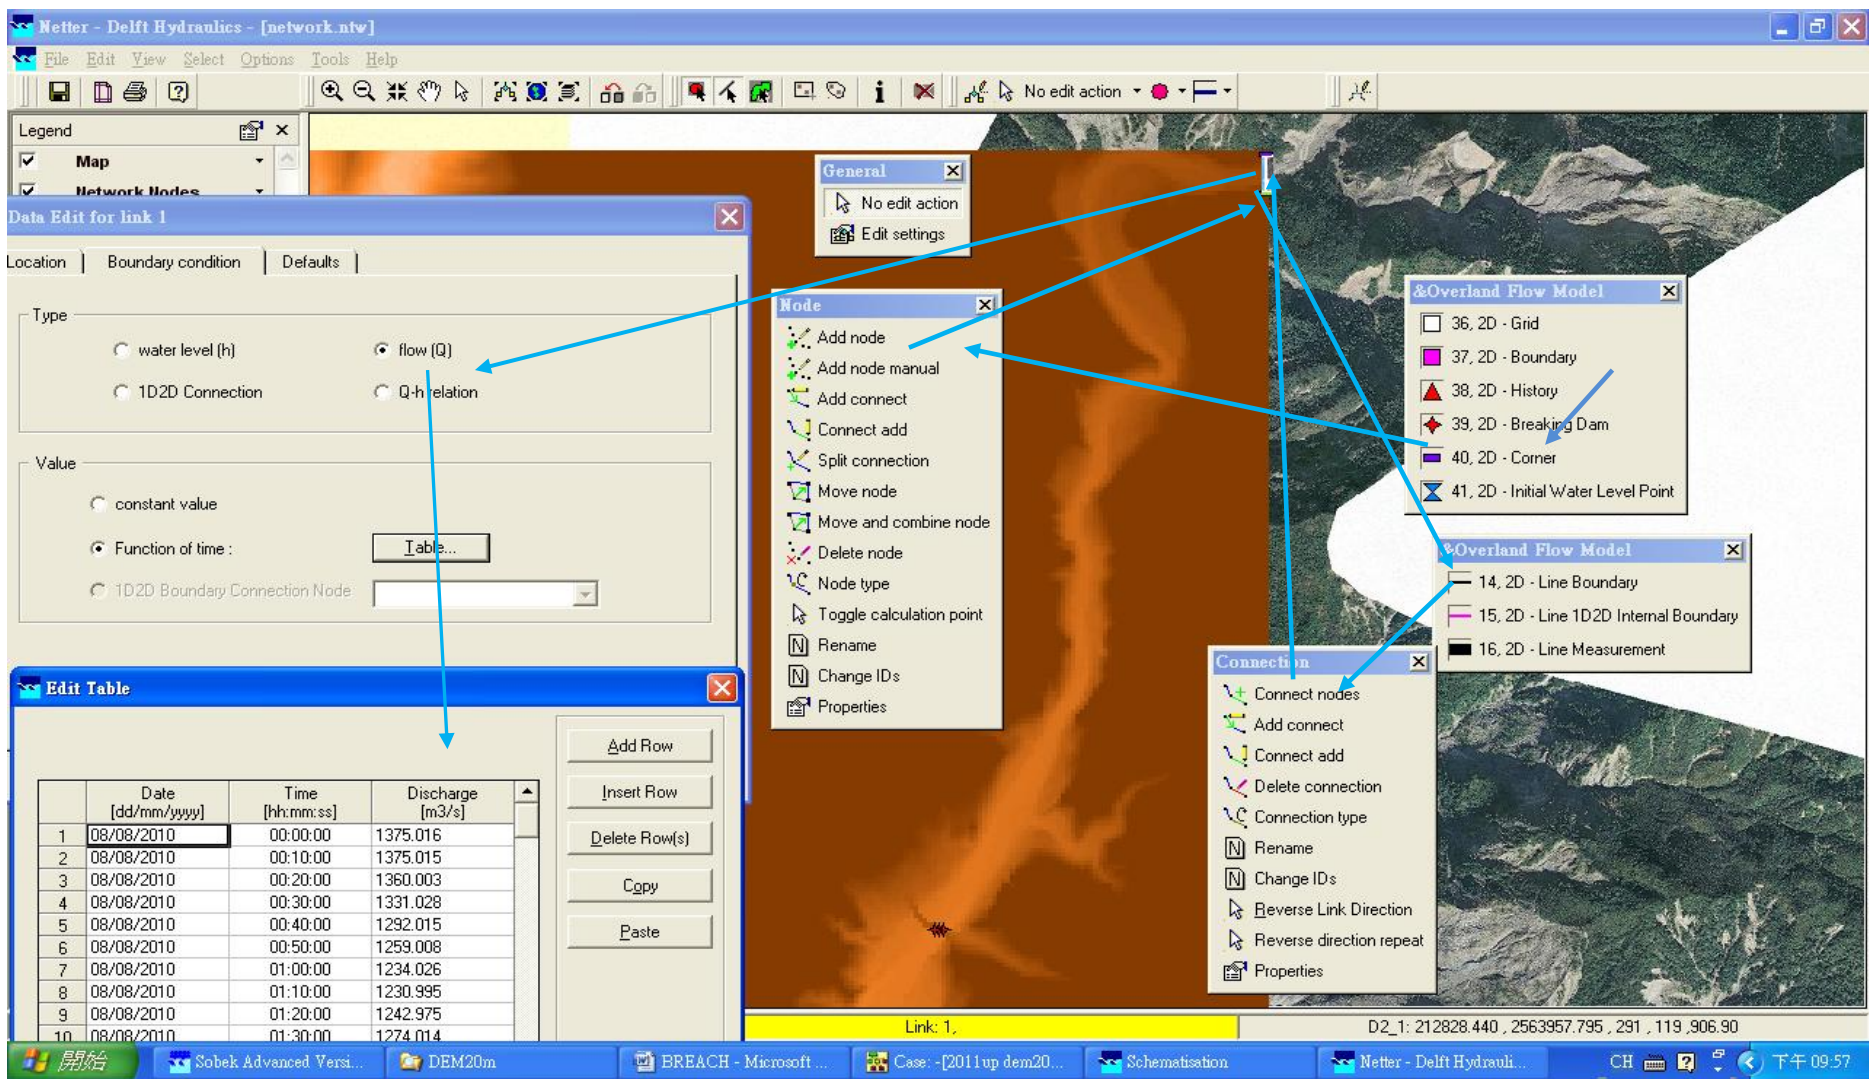 Netter - Delft Hydraulics - [network.ntw]
File Edit View Select Options Tools Help
No edit action
Legend
Map
Network Nodes
Data Edit for link 1
Location Boundary condition Defaults
Type
water level (h) flow (Q)
1D2D Connection Q-h relation
Value
constant value
Function of time : Table...
1D2D Boundary Connection Node
Edit Table
Date [dd/mm/yyyy] Time [hh:mm:ss] Discharge [m3/s]
1 08/08/2010 00:00:00 1375.016
2 08/08/2010 00:10:00 1375.015
3 08/08/2010 00:20:00 1360.003
4 08/08/2010 00:30:00 1331.028
5 08/08/2010 00:40:00 1292.015
6 08/08/2010 00:50:00 1259.008
7 08/08/2010 01:00:00 1234.026
8 08/08/2010 01:10:00 1230.995
9 08/08/2010 01:20:00 1242.975
10 08/08/2010 01:30:00 1274.014
Add Row
Insert Row
Delete Row(s)
Copy
Paste
General
No edit action
Edit settings
Node
Add node
Add node manual
Add connect
Connect add
Split connection
Move node
Move and combine node
Delete node
Node type
Toggle calculation point
Rename
Change IDs
Properties
&Overland Flow Model
36, 2D - Grid
37, 2D - Boundary
38, 2D - History
39, 2D - Breaking Dam
40, 2D - Corner
41, 2D - Initial Water Level Point
&Overland Flow Model
14, 2D - Line Boundary
15, 2D - Line 1D2D Internal Boundary
16, 2D - Line Measurement
Connection
Connect nodes
Add connect
Connect add
Delete connection
Connection type
Rename
Change IDs
Reverse Link Direction
Reverse direction repeat
Properties
Link: 1,
D2_1: 212828.440 , 2563957.795 , 291 , 119 ,906.90
開始 Sobek Advanced Versi... DEM20m BREACH - Microsoft ... Case: -[2011up dem20... Schematisation Netter - Delft Hydrauli... CH 下午 09:57